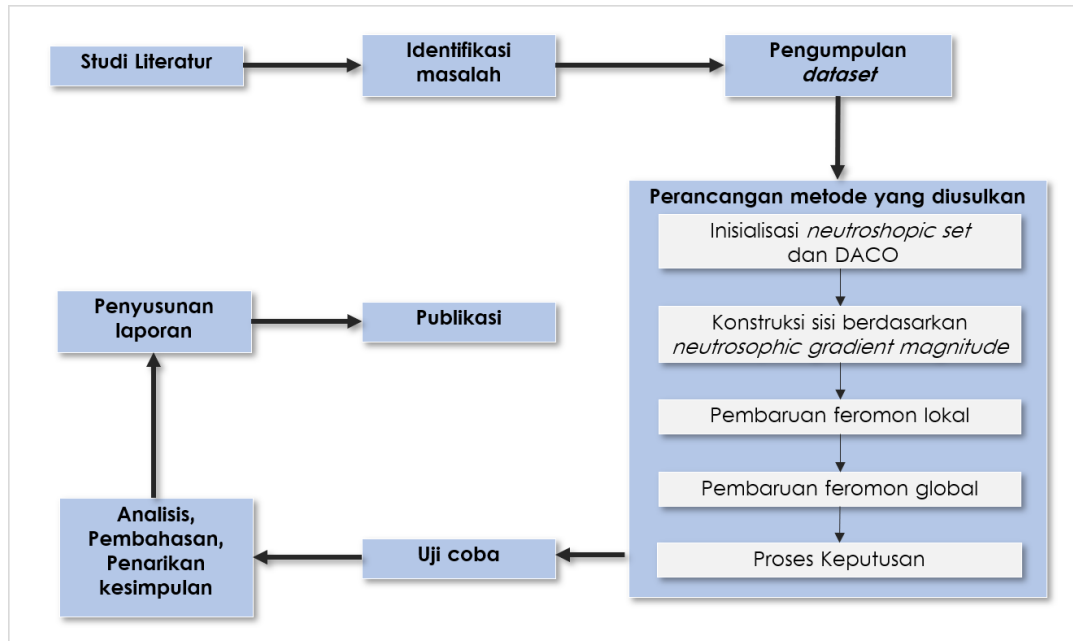 Studi Literatur
Identifikasi
masalah
Pengumpulan
dataset
Perancangan metode yang diusulkan
Inisialisasi neutroshopic set
dan DACO
Konstruksi sisi berdasarkan
neutrosophic gradient magnitude
Pembaruan feromon lokal
Pembaruan feromon global
Proses Keputusan
Uji coba
Analisis,
Pembahasan,
Penarikan
kesimpulan
Penyusunan
laporan
Publikasi